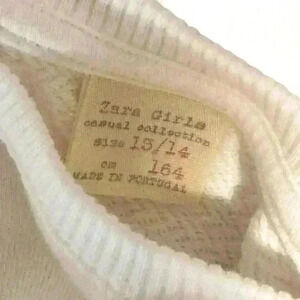 Zara Girls
casual collection
size 13/14
cm 164
MADE IN PORTUGAL